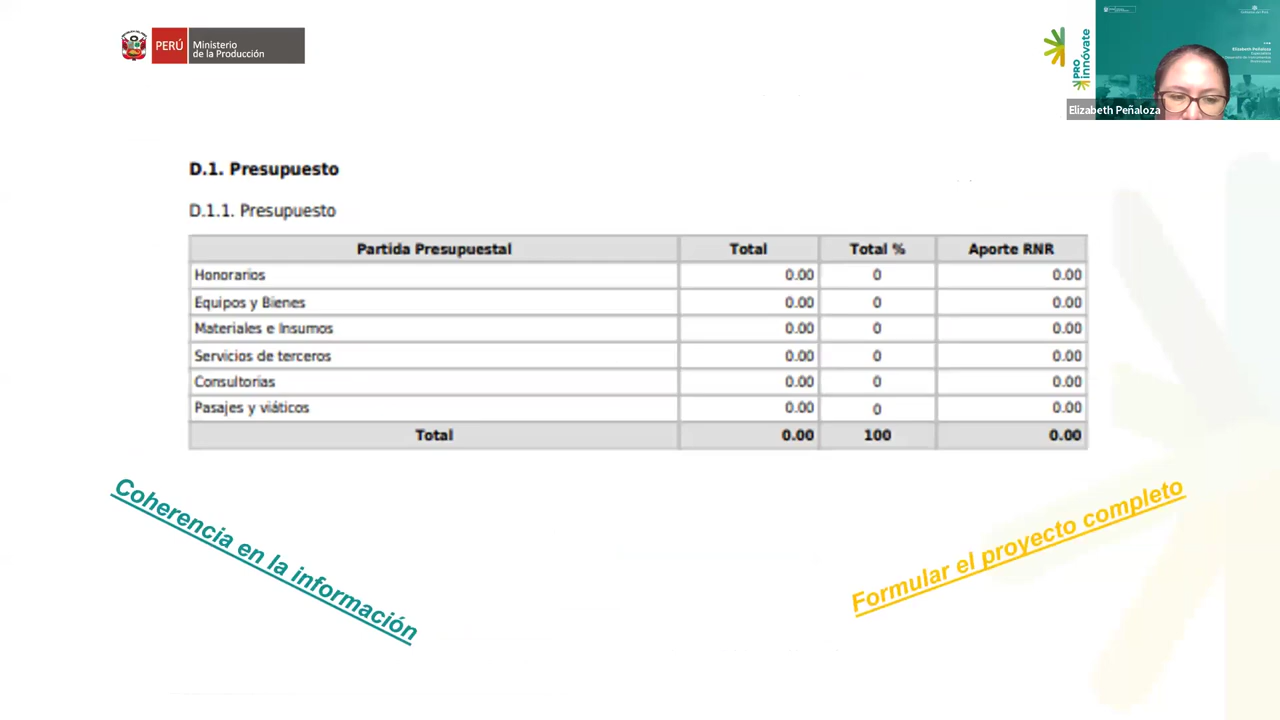 PERÚ
Ministerio
de la Producción
PRO
innóvate
Elizabeth Peñaloza
Elizabeth Peñaloza
D.1. Presupuesto
D.1.1. Presupuesto
Partida Presupuestal Total Total % Aporte RNR
Honorarios 0.00 0 0.00
Equipos y Bienes 0.00 0 0.00
Materiales e Insumos 0.00 0 0.00
Servicios de terceros 0.00 0 0.00
Consultorias 0.00 0 0.00
Pasajes y viáticos 0.00 0 0.00
Total 0.00 100 0.00
Coherencia en la información
Formular el proyecto completo